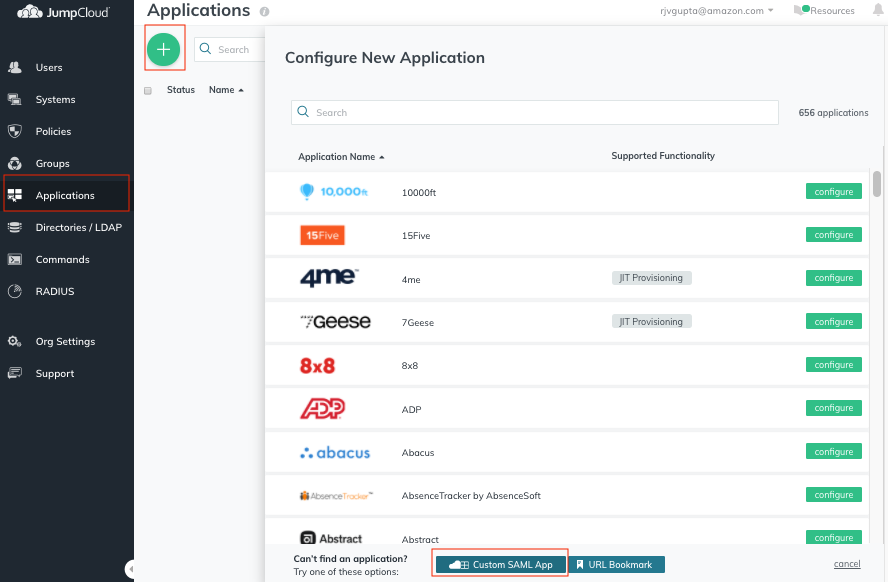 JumpCloud
Users
Systems
Policies
Groups
Applications
Directories / LDAP
Commands
RADIUS
Org Settings
Support
Applications
rjvgupta@amazon.com
Resources
Search
Status
Name
Configure New Application
Search
656 applications
Application Name
Supported Functionality
10,000ft
10000ft
configure
15Five
15Five
configure
4me
4me
JIT Provisioning
configure
7Geese
7Geese
JIT Provisioning
configure
8x8
8x8
configure
ADP
ADP
configure
abacus
Abacus
configure
AbsenceTracker
AbsenceTracker by AbsenceSoft
configure
Abstract
Abstract
configure
Can't find an application?
Try one of these options:
Custom SAML App
URL Bookmark
cancel